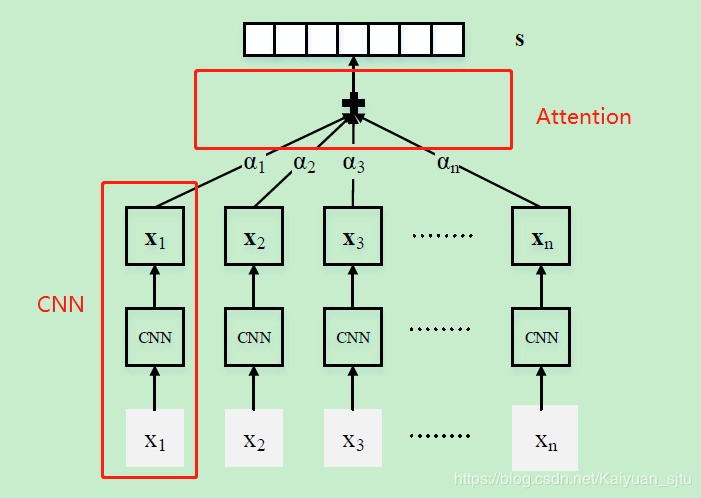 s
Attention
α1 α2 α3 αn
x1 x2 x3 ········ xn
CNN
CNN CNN CNN ········ CNN
x1 x2 x3 ········ xn
https://blog.csdn.net/Kaiyuan_sjtu